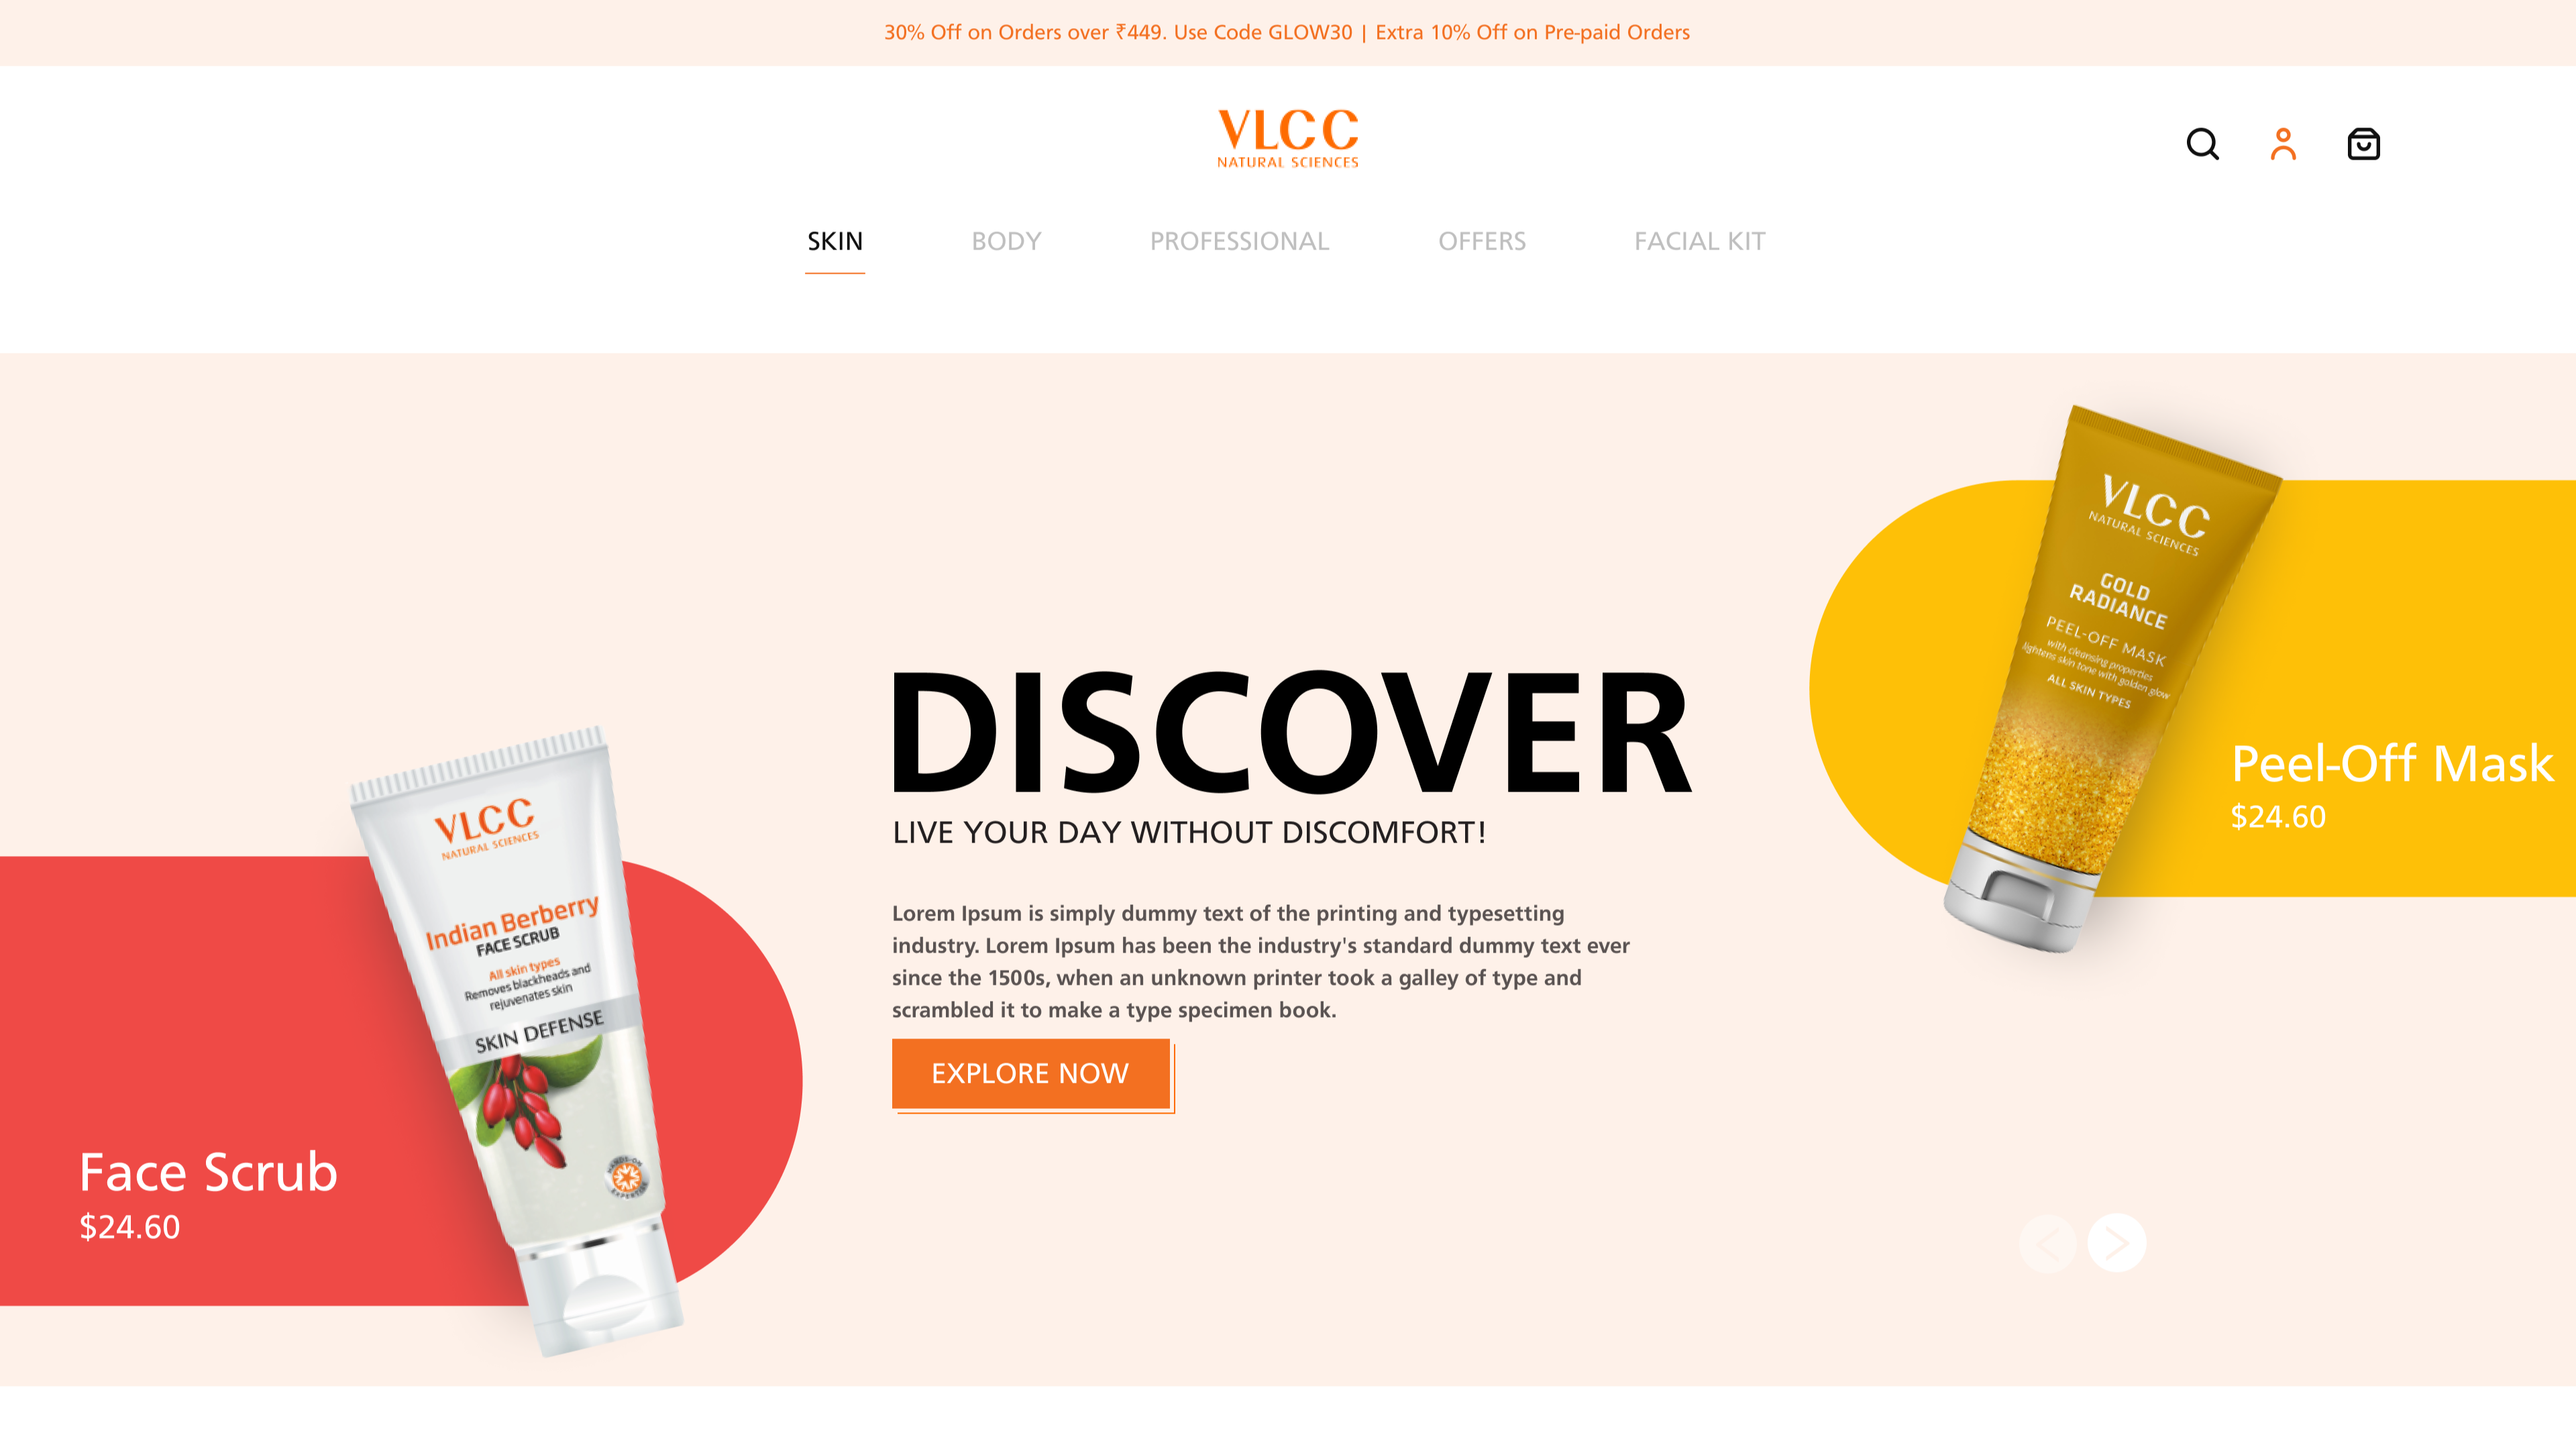 30% Off on Orders over ₹449. Use Code GLOW30 | Extra 10% Off on Pre-paid Orders
VLCC
NATURAL SCIENCES
SKIN
BODY
PROFESSIONAL
OFFERS
FACIAL KIT
VLCC
NATURAL SCIENCES
GOLD
RADIANCE
PEEL-OFF MASK
with cleansing properties
lightens skin tone with golden glow
ALL SKIN TYPES
Peel-Off Mask
$24.60
DISCOVER
LIVE YOUR DAY WITHOUT DISCOMFORT!
Lorem Ipsum is simply dummy text of the printing and typesetting
industry. Lorem Ipsum has been the industry's standard dummy text ever
since the 1500s, when an unknown printer took a galley of type and
scrambled it to make a type specimen book.
EXPLORE NOW
VLCC
NATURAL SCIENCES
Indian Berberry
FACE SCRUB
All skin types
Removes blackheads and
rejuvenates skin
SKIN DEFENSE
HANDS-ON
EXPERTISE
Face Scrub
$24.60